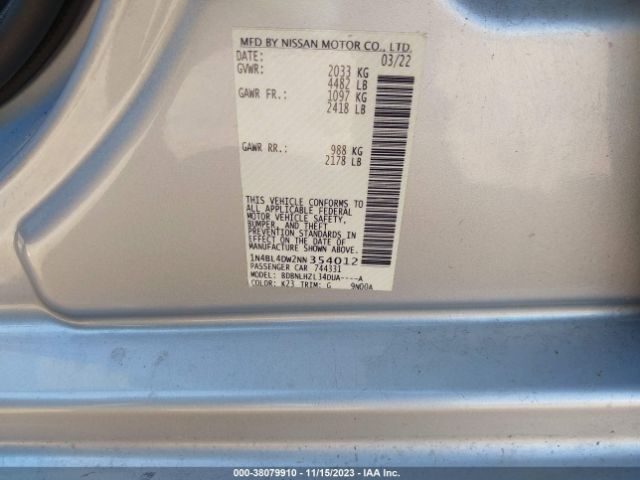 MFD BY NISSAN MOTOR CO., LTD.
DATE: 03/22
GVWR: 2033 KG
4482 LB
GAWR FR.: 1097 KG
2418 LB
GAWR RR.: 988 KG
2178 LB
THIS VEHICLE CONFORMS TO
ALL APPLICABLE FEDERAL
MOTOR VEHICLE SAFETY,
BUMPER, AND THEFT
PREVENTION STANDARDS IN
EFFECT ON THE DATE OF
MANUFACTURE SHOWN ABOVE.
1N4BL4DW2NN354012
PASSENGER CAR 744331
MODEL: BDBNLHZL34DUA-----A
COLOR: K23 TRIM: G 9N00A
000-38079910 - 11/15/2023 - IAA Inc.